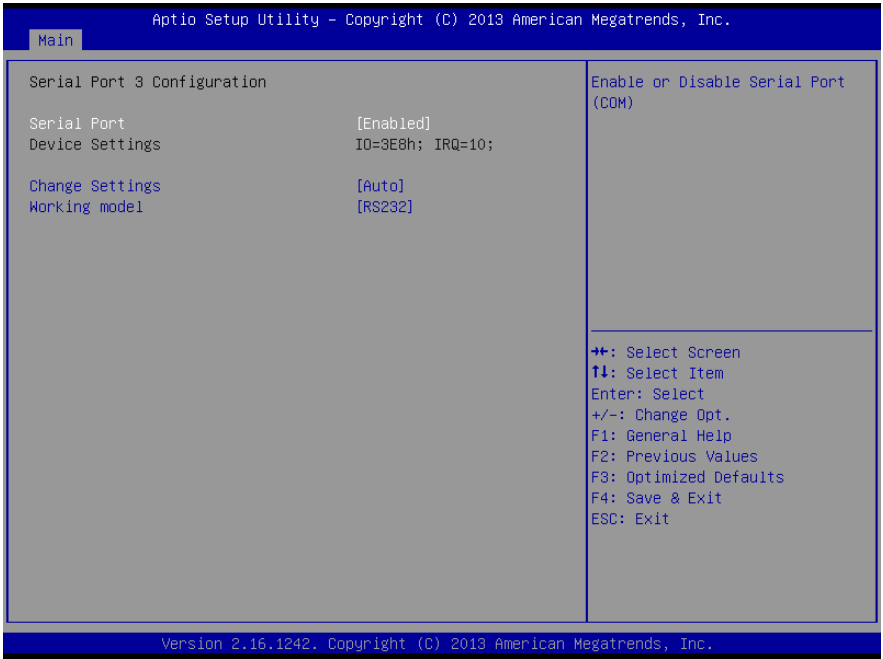 Aptio Setup Utility – Copyright (C) 2013 American Megatrends, Inc.
Main
Serial Port 3 Configuration
Serial Port [Enabled]
Device Settings IO=3E8h; IRQ=10;
Change Settings [Auto]
Working model [RS232]
Enable or Disable Serial Port
(COM)
→←: Select Screen
↑↓: Select Item
Enter: Select
+/-: Change Opt.
F1: General Help
F2: Previous Values
F3: Optimized Defaults
F4: Save & Exit
ESC: Exit
Version 2.16.1242. Copyright (C) 2013 American Megatrends, Inc.